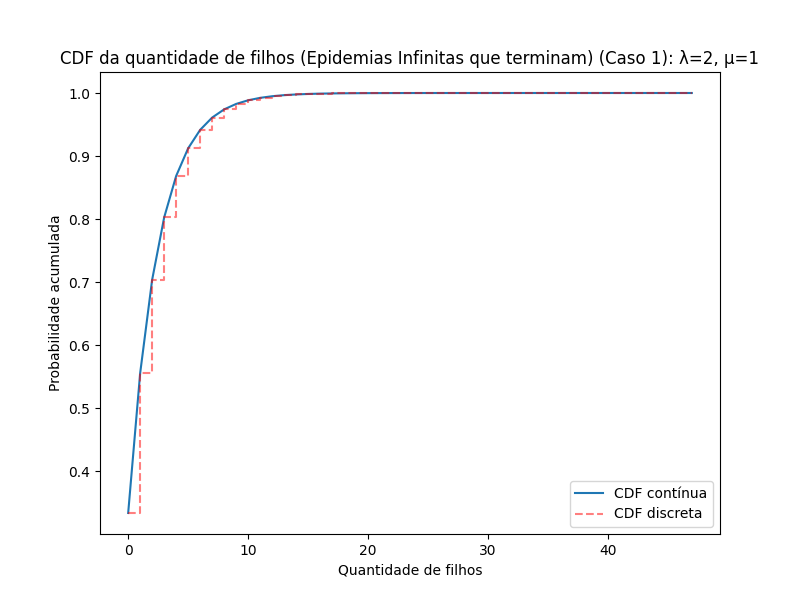 CDF da quantidade de filhos (Epidemias Infinitas que terminam) (Caso 1): λ=2, μ=1
1.0
0.9
0.8
0.7
0.6
0.5
0.4
Probabilidade acumulada
0 10 20 30 40
Quantidade de filhos
CDF contínua
CDF discreta